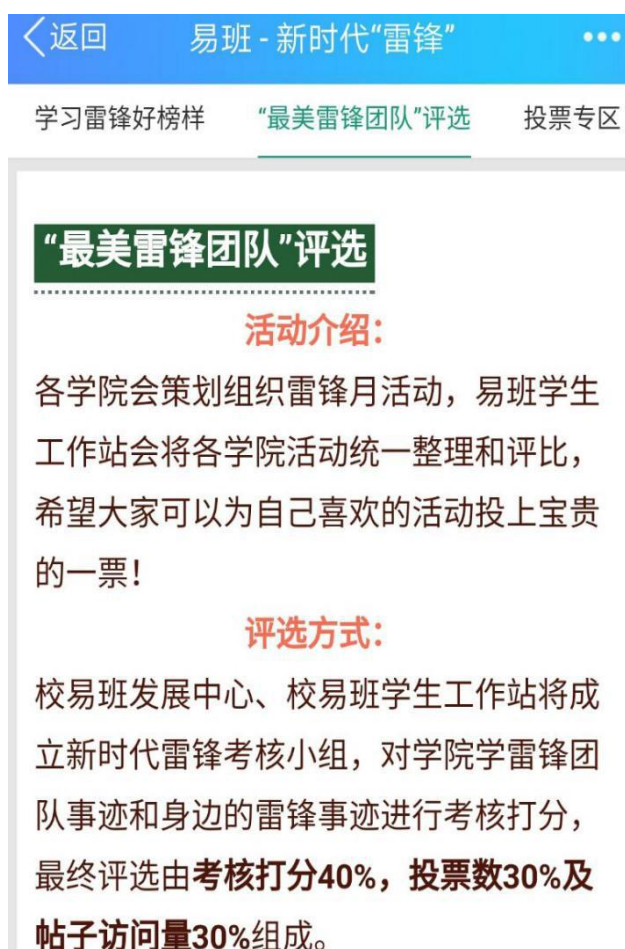 返回 易班 - 新时代“雷锋”
学习雷锋好榜样 “最美雷锋团队”评选 投票专区
“最美雷锋团队”评选
活动介绍：
各学院会策划组织雷锋月活动，易班学生
工作站会将各学院活动统一整理和评比，
希望大家可以为自己喜欢的活动投上宝贵
的一票！
评选方式：
校易班发展中心、校易班学生工作站将成
立新时代雷锋考核小组，对学院学雷锋团
队事迹和身边的雷锋事迹进行考核打分，
最终评选由考核打分40%，投票数30%及
帖子访问量30%组成。